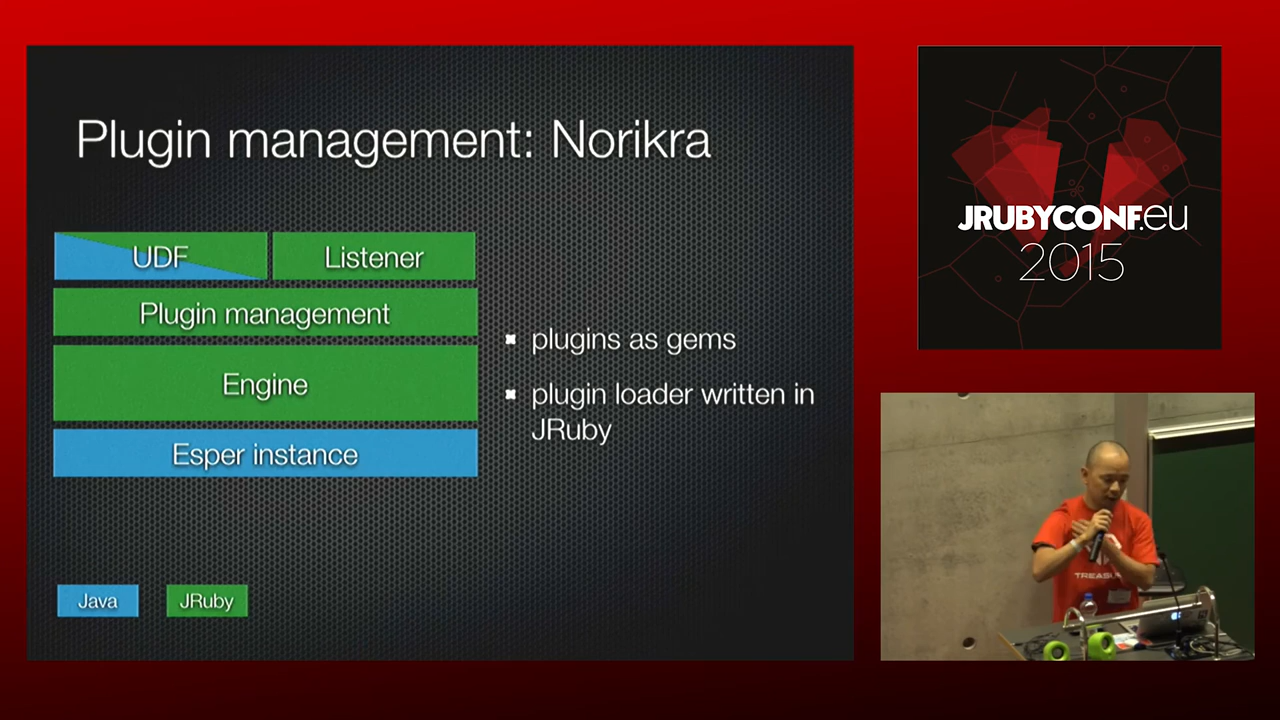 Plugin management: Norikra
UDF
Listener
Plugin management
Engine
Esper instance
plugins as gems
plugin loader written in
JRuby
Java
JRuby
JRUBYCONF.eu
2015